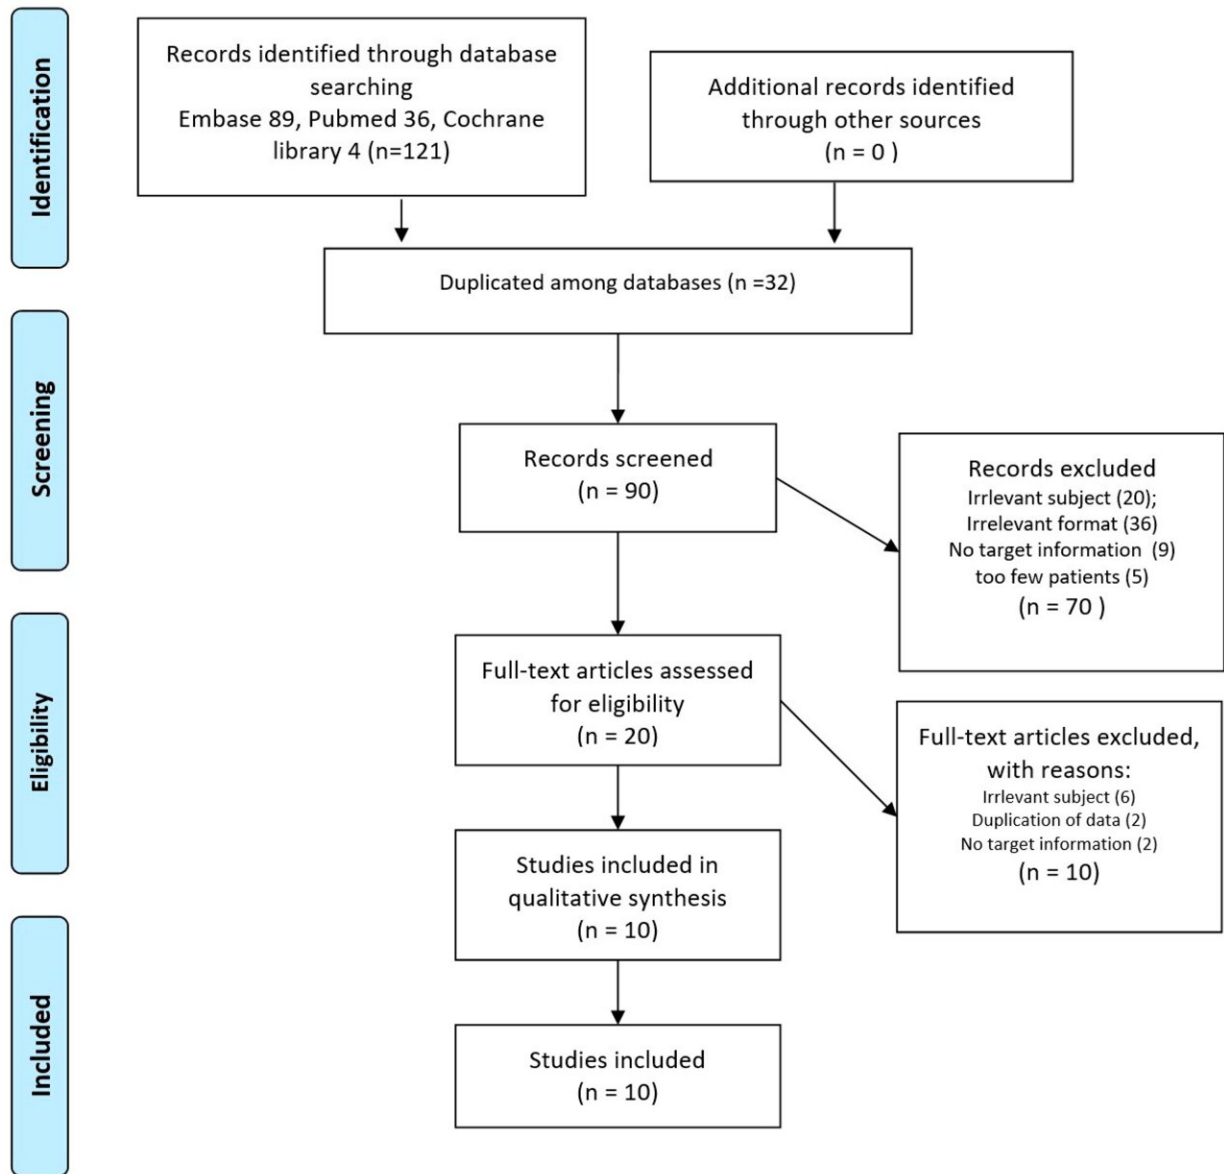 Identification
Records identified through database
searching
Embase 89, Pubmed 36, Cochrane
library 4 (n=121)
Additional records identified
through other sources
(n = 0 )
Duplicated among databases (n =32)
Screening
Records screened
(n = 90)
Records excluded
Irrlevant subject (20);
Irrelevant format (36)
No target information (9)
too few patients (5)
(n = 70 )
Eligibility
Full-text articles assessed
for eligibility
(n = 20)
Full-text articles excluded,
with reasons:
Irrlevant subject (6)
Duplication of data (2)
No target information (2)
(n = 10)
Studies included in
qualitative synthesis
(n = 10)
Included
Studies included
(n = 10)